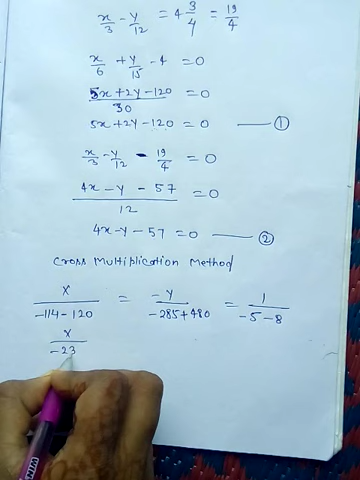 x/3 - y/12 = 4 3/4 = 19/4
x/6 + y/15 - 4 = 0
5x + 2y - 120 / 30 = 0
5x + 2y - 120 = 0 — ①
x/3 - y/12 - 19/4 = 0
4x - y - 57 / 12 = 0
4x - y - 57 = 0 — ②
Cross Multiplication Method
x / -114 - 120 = -y / -285 + 480 = 1 / -5 - 8
x / -23